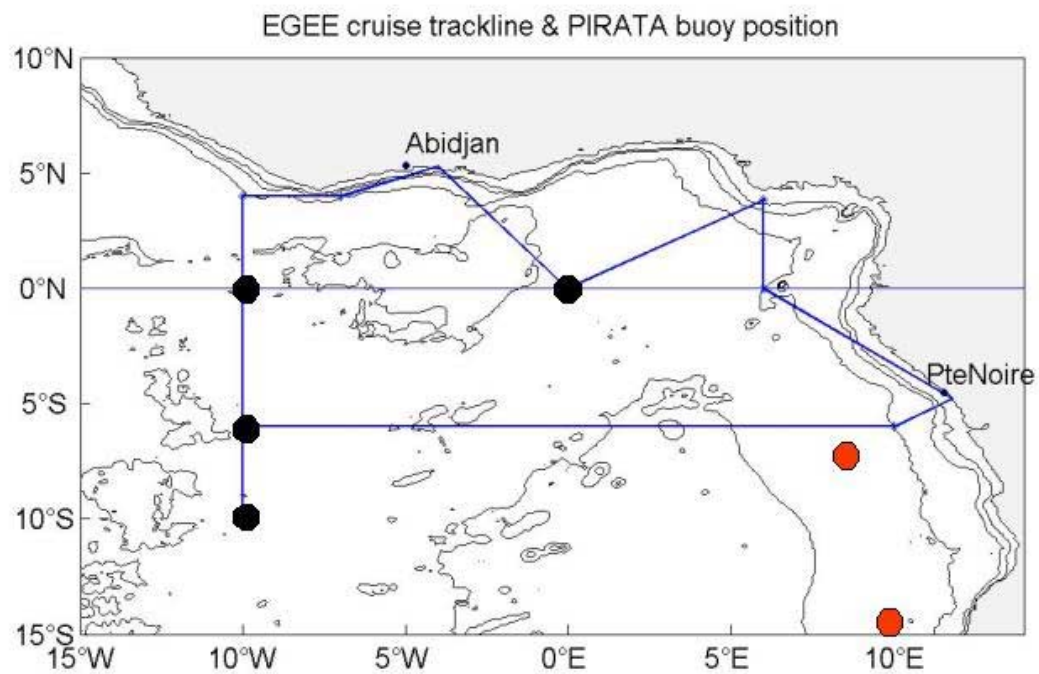 EGEE cruise trackline & PIRATA buoy position
10°N
Abidjan
5°N
0°N
PteNoire
5°S
10°S
15°S
15°W 10°W 5°W 0°E 5°E 10°E